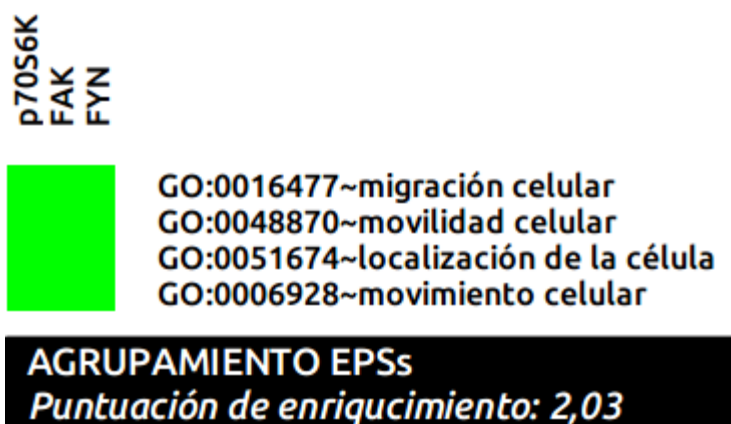 p70S6K
FAK
FYN
GO:0016477~migración celular
GO:0048870~movilidad celular
GO:0051674~localización de la célula
GO:0006928~movimiento celular
AGRUPAMIENTO EPSs
Puntuación de enriqucimiento: 2,03